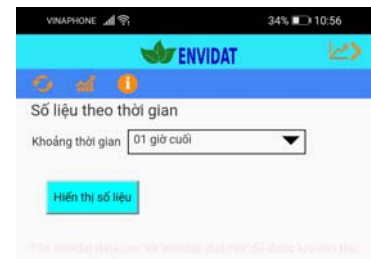 VINAPHONE 34% 10:56
ENVIDAT
Số liệu theo thời gian
Khoảng thời gian 01 giờ cuối
Hiển thị số liệu